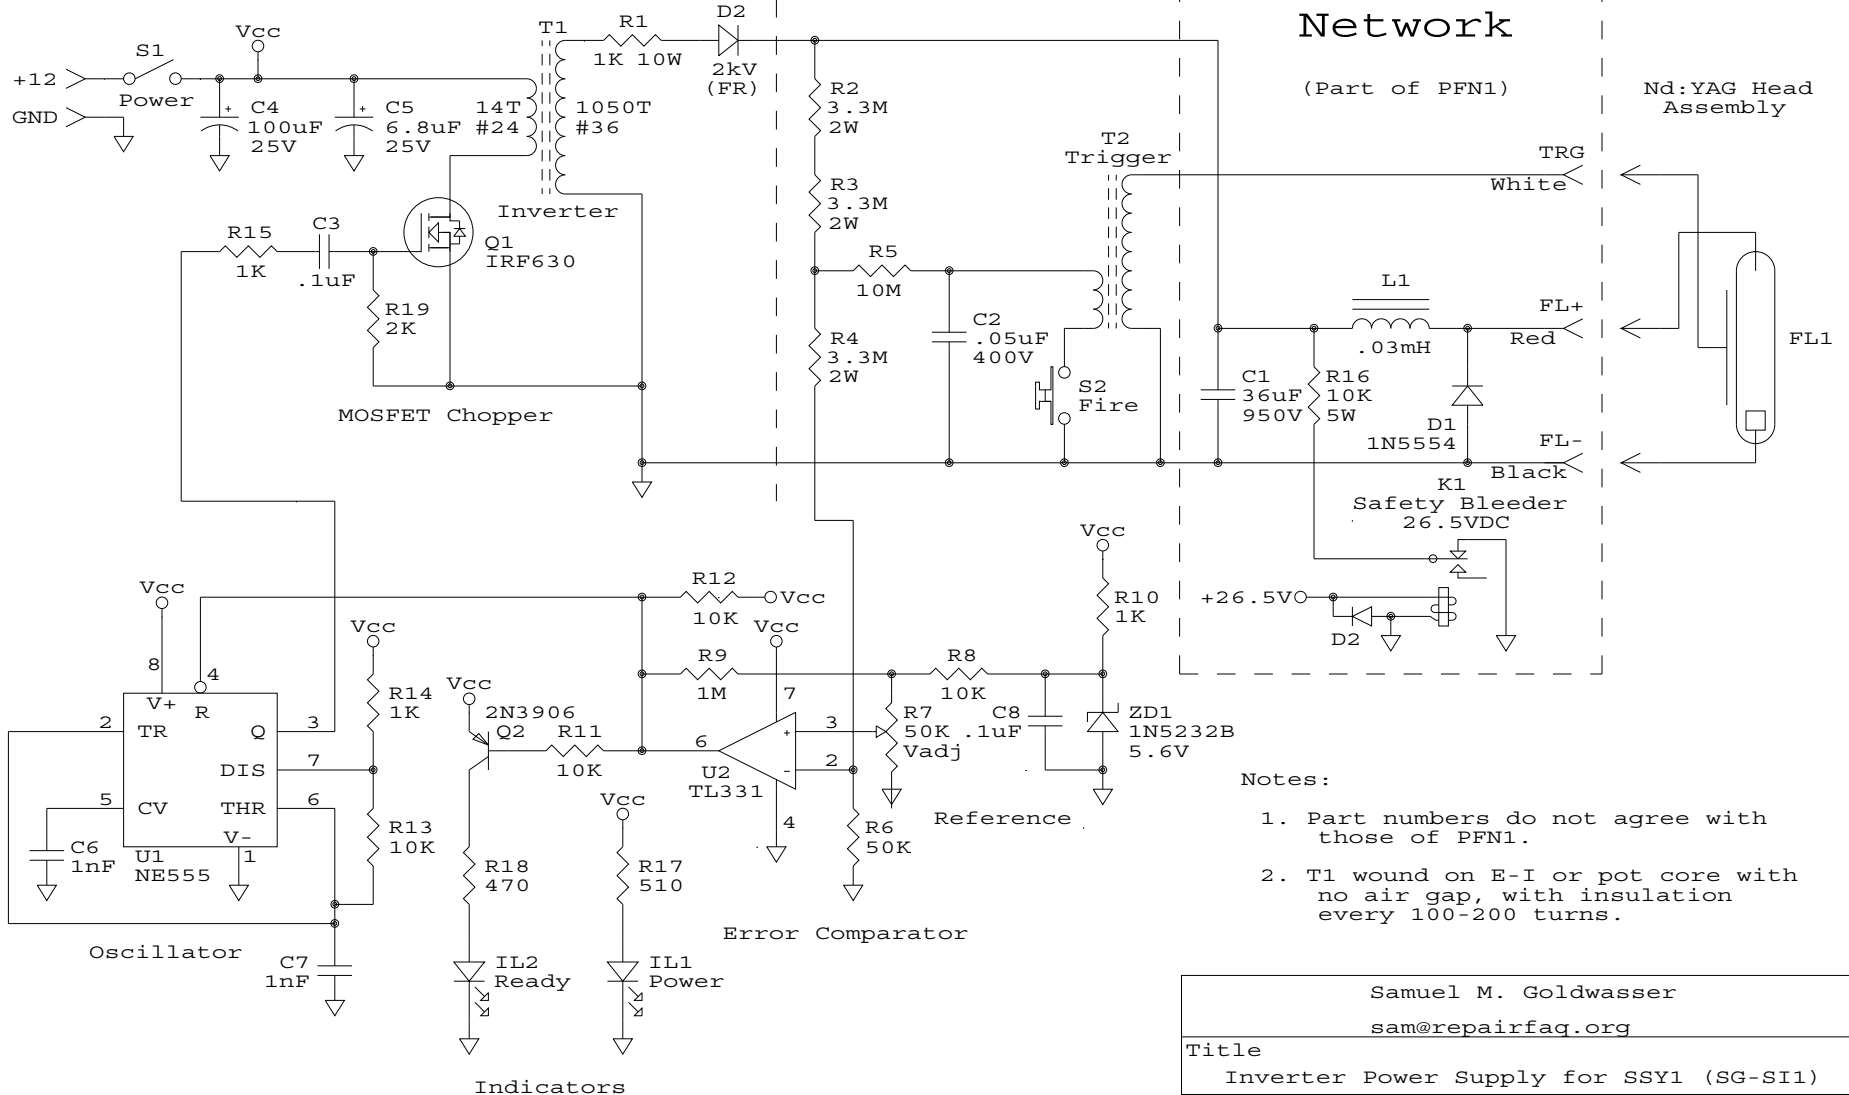 Network
(Part of PFN1)
Nd:YAG Head
Assembly
+12
GND
S1
Power
Vcc
C4
100uF
25V
C5
6.8uF
25V
T1
14T
#24
1050T
#36
Inverter
R1
1K 10W
D2
2kV
(FR)
R2
3.3M
2W
R3
3.3M
2W
R4
3.3M
2W
R5
10M
C2
.05uF
400V
T2
Trigger
S2
Fire
TRG
White
FL+
Red
FL-
Black
FL1
L1
.03mH
C1
36uF
950V
R16
10K
5W
D1
1N5554
K1
Safety Bleeder
26.5VDC
+26.5V
D2
R15
1K
C3
.1uF
R19
2K
Q1
IRF630
MOSFET Chopper
Vcc
8
4
V+
R
2
TR
Q
3
DIS
7
5
CV
THR
6
V-
1
U1
NE555
C6
1nF
C7
1nF
Oscillator
Vcc
R14
1K
R13
10K
Vcc
2N3906
Q2
R11
10K
R18
470
IL2
Ready
Vcc
R17
510
IL1
Power
Indicators
R12
10K
Vcc
Vcc
R9
1M
7
6
3
+
2
-
4
U2
TL331
Error Comparator
R8
10K
R7
50K
Vadj
R6
50K
C8
.1uF
Vcc
R10
1K
ZD1
1N5232B
5.6V
Reference
Notes:
1. Part numbers do not agree with
those of PFN1.
2. T1 wound on E-I or pot core with
no air gap, with insulation
every 100-200 turns.
Samuel M. Goldwasser
sam@repairfaq.org
Title
Inverter Power Supply for SSY1 (SG-SI1)